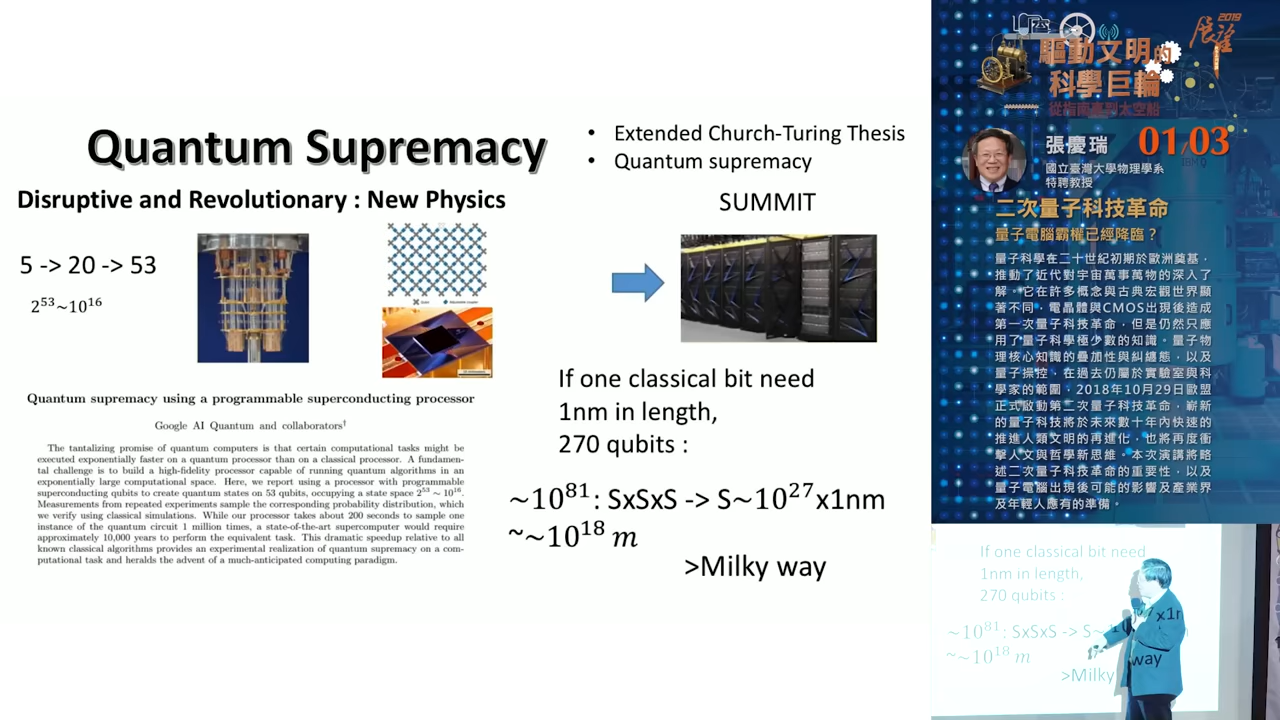 Quantum Supremacy
• Extended Church-Turing Thesis
• Quantum supremacy
Disruptive and Revolutionary : New Physics
SUMMIT
5 -> 20 -> 53
2^53~10^16
Quantum supremacy using a programmable superconducting processor
Google AI Quantum and collaborators†
The tantalizing promise of quantum computers is that certain computational tasks might be
executed exponentially faster on a quantum processor than on a classical processor. A fundamen-
tal challenge is to build a high-fidelity processor capable of running quantum algorithms in an
exponentially large computational space. Here, we report using a processor with programmable
superconducting qubits to create quantum states on 53 qubits, occupying a state space 2^53 ∼ 10^16.
Measurements from repeated experiments sample the corresponding probability distribution, which
we verify using classical simulations. While our processor takes about 200 seconds to sample one
instance of the quantum circuit 1 million times, a state-of-the-art supercomputer would require
approximately 10,000 years to perform the equivalent task. This dramatic speedup relative to all
known classical algorithms provides an experimental realization of quantum supremacy on a com-
putational task and heralds the advent of a much-anticipated computing paradigm.
If one classical bit need
1nm in length,
270 qubits :
~10^81: SxSxS -> S~10^27x1nm
~~10^18 m
>Milky way
2019
展望
驅動文明的
科學巨輪
從指南車到太空船
張慶瑞
01/03
國立臺灣大學物理學系
特聘教授
IBM Q
二次量子科技革命
量子電腦霸權已經降臨？
量子科學在二十世紀初期於歐洲奠基，
推動了近代對宇宙萬事萬物的深入了
解。它在許多概念與古典宏觀世界顯
著不同，電晶體與CMOS出現後造成
第一次量子科技革命，但是仍然只應
用了量子科學極少數的知識。量子物
理核心知識的疊加性與糾纏態，以及
量子操控，在過去仍屬於實驗室與科
學家的範圍，2018年10月29日歐盟
正式啟動第二次量子科技革命，嶄新
的量子科技將於未來數十年內快速的
推進人類文明的再進化，也將再度衝
擊人文與哲學新思維。本次演講將略
述二次量子科技革命的重要性，以及
量子電腦出現後可能的影響及產業界
及年輕人應有的準備。
If one classical bit need
1nm in length,
270 qubits :
~10^81: SxSxS -> S~
x1n
~~10^18 m
>Milky way